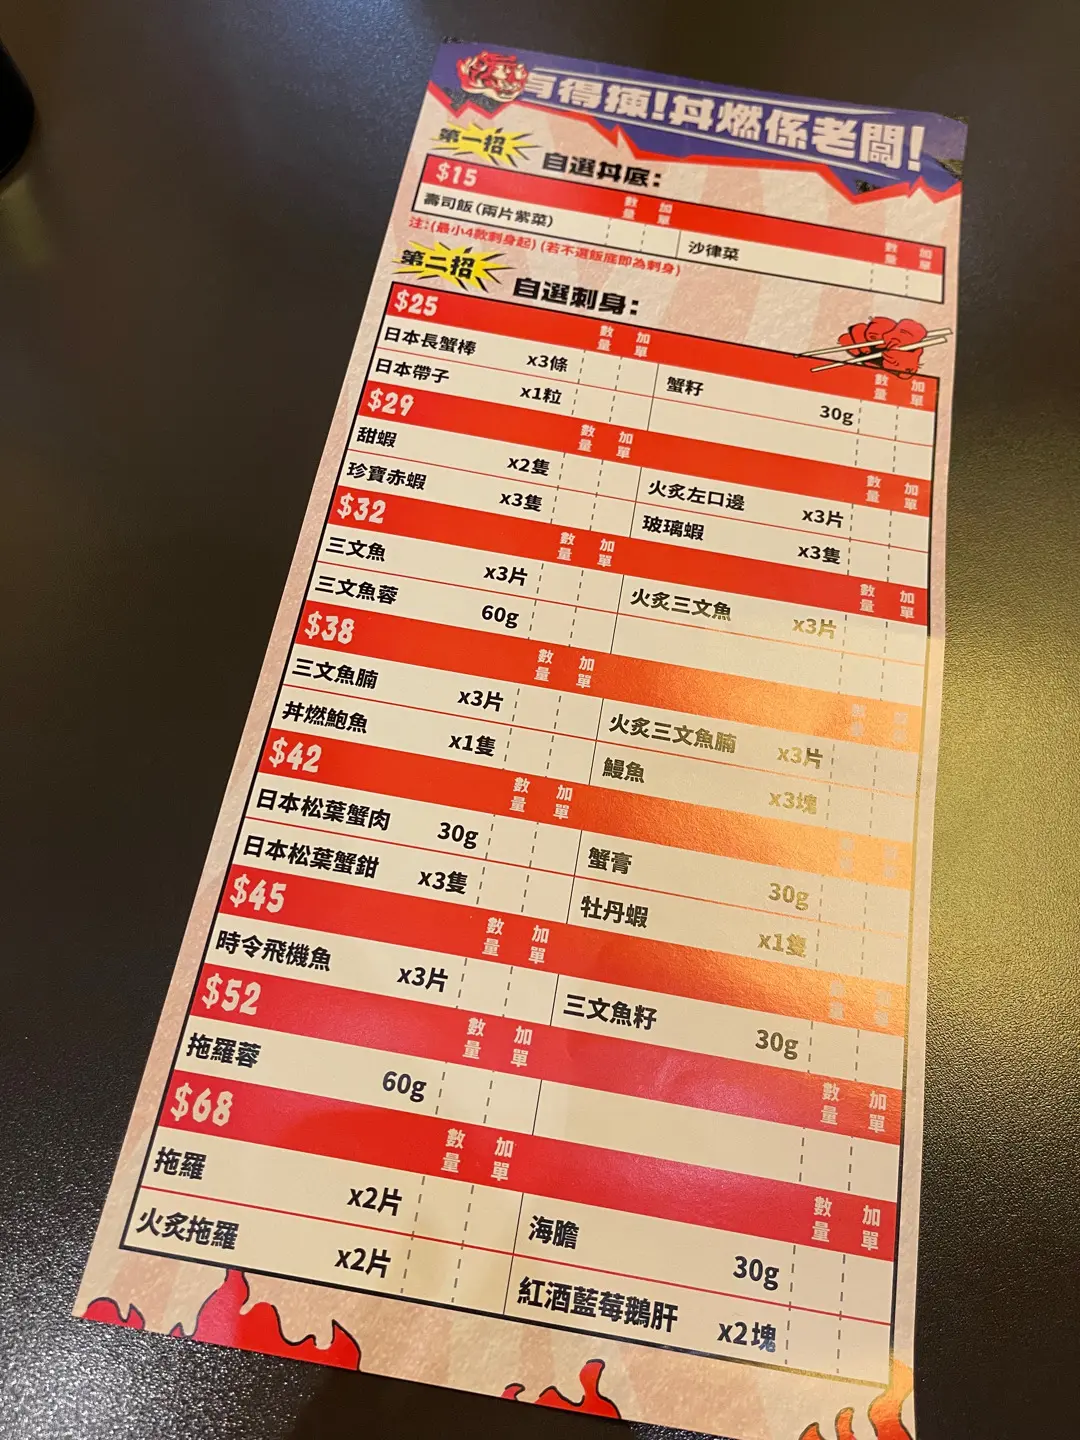 有得揀!丼燃係老闆!
第一招 自選丼底:
$15 數量 加單 數量 加單
壽司飯(兩片紫菜) 沙律菜
注:(最小4款刺身起)(若不選飯底即為刺身)
第二招 自選刺身:
$25 數量 加單 數量 加單
日本長蟹棒 x3條 蟹籽 30g
日本帶子 x1粒
$29 數量 加單 數量 加單
甜蝦 x2隻 火炙左口邊 x3片
珍寶赤蝦 x3隻 玻璃蝦 x3隻
$32 數量 加單 數量 加單
三文魚 x3片 火炙三文魚 x3片
三文魚蓉 60g
$38 數量 加單 數量 加單
三文魚腩 x3片 火炙三文魚腩 x3片
丼燃鮑魚 x1隻 鰻魚 x3塊
$42 數量 加單 數量 加單
日本松葉蟹肉 30g 蟹膏 30g
日本松葉蟹鉗 x3隻 牡丹蝦 x1隻
$45 數量 加單 數量 加單
時令飛機魚 x3片 三文魚籽 30g
$52 數量 加單 數量 加單
拖羅蓉 60g
$68 數量 加單 數量 加單
拖羅 x2片 海膽 30g
火炙拖羅 x2片 紅酒藍莓鵝肝 x2塊